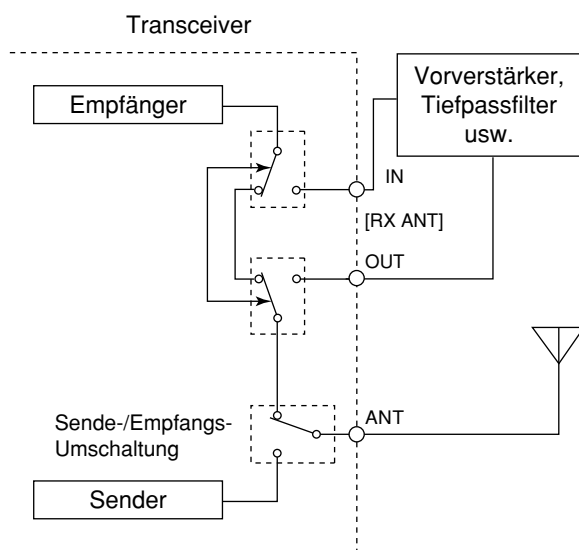 Transceiver
Empfänger
Vorverstärker,
Tiefpassfilter
usw.
IN
[RX ANT]
OUT
ANT
Sende-/Empfangs-
Umschaltung
Sender